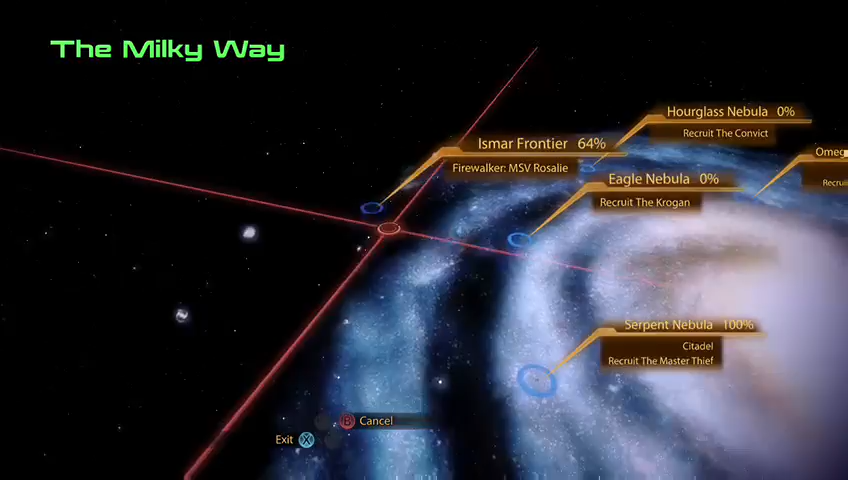 The Milky Way
Hourglass Nebula 0%
Recruit The Convict
Ismar Frontier 64%
Firewalker: MSV Rosalie
Eagle Nebula 0%
Recruit The Krogan
Serpent Nebula 100%
Citadel
Recruit The Master Thief
B Cancel
Exit X